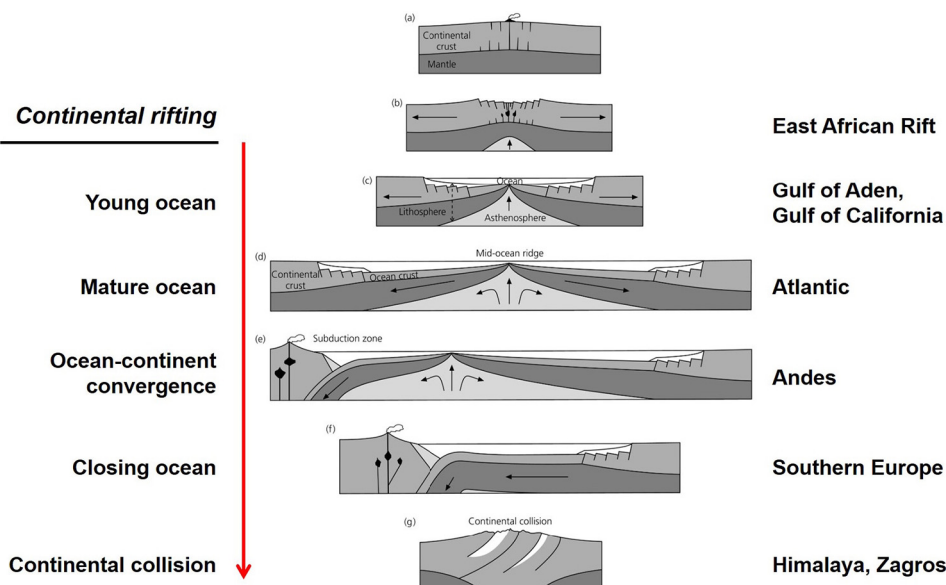 (a)
Continental
crust
Mantle
Continental rifting
(b)
East African Rift
Young ocean
(c)
Ocean
Lithosphere
Asthenosphere
Gulf of Aden,
Gulf of California
Mature ocean
(d)
Mid-ocean ridge
Continental
crust
Ocean crust
Atlantic
Ocean-continent
convergence
(e)
Subduction zone
Andes
Closing ocean
(f)
Southern Europe
Continental collision
(g)
Continental collision
Himalaya, Zagros